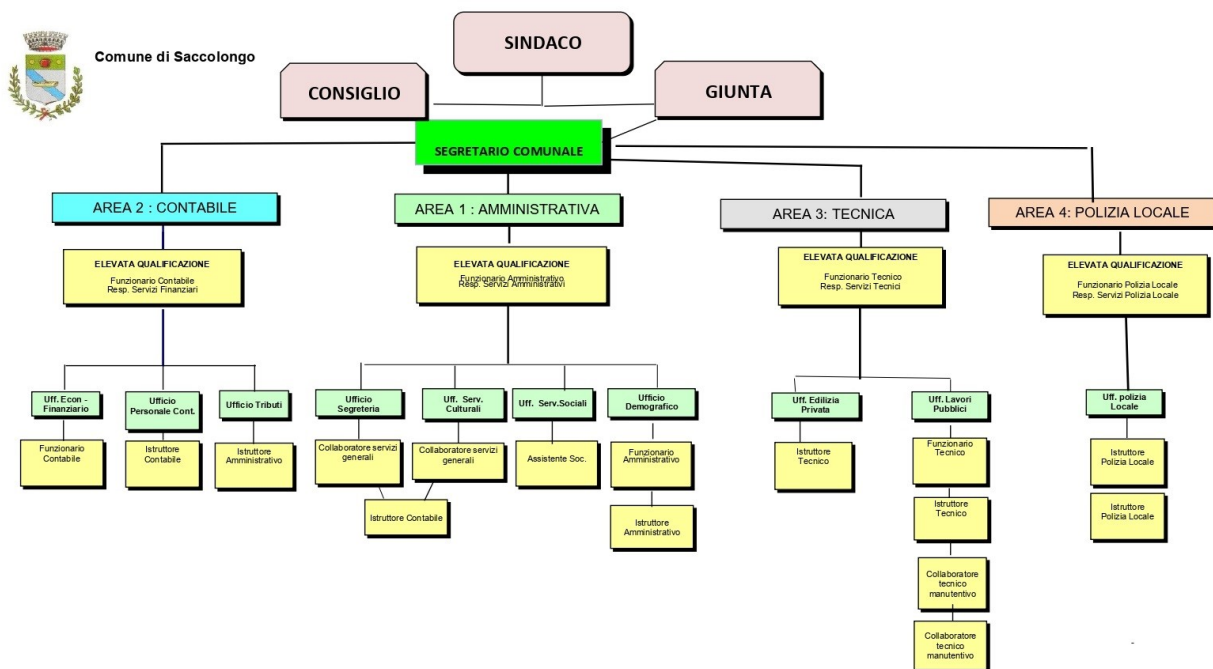 Comune di Saccolongo
SINDACO
CONSIGLIO
GIUNTA
SEGRETARIO COMUNALE
AREA 2 : CONTABILE
ELEVATA QUALIFICAZIONE
Funzionario Contabile
Resp. Servizi Finanziari
Uff. Econ -
Finanziario
Funzionario
Contabile
Ufficio
Personale Cont.
Istruttore
Contabile
Ufficio Tributi
Istruttore
Amministrativo
AREA 1 : AMMINISTRATIVA
ELEVATA QUALIFICAZIONE
Funzionario Amministrativo
Resp. Servizi Amministrativi
Ufficio
Segreteria
Collaboratore servizi
generali
Uff. Serv.
Culturali
Collaboratore servizi
generali
Istruttore Contabile
Uff. Serv.Sociali
Assistente Soc.
Ufficio
Demografico
Funzionario
Amministrativo
Istruttore
Amministrativo
AREA 3: TECNICA
ELEVATA QUALIFICAZIONE
Funzionario Tecnico
Resp. Servizi Tecnici
Uff. Edilizia
Privata
Istruttore
Tecnico
Uff. Lavori
Pubblici
Funzionario
Tecnico
Istruttore
Tecnico
Collaboratore
tecnico
manutentivo
Collaboratore
tecnico
manutentivo
AREA 4: POLIZIA LOCALE
ELEVATA QUALIFICAZIONE
Funzionario Polizia Locale
Resp. Servizi Polizia Locale
Uff. polizia
Locale
Istruttore
Polizia Locale
Istruttore
Polizia Locale
-